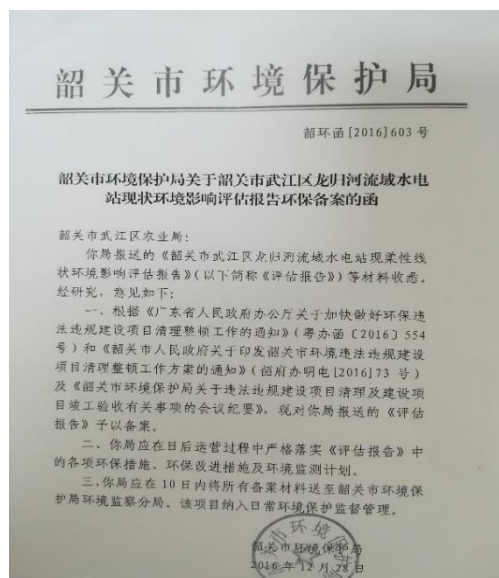 韶关市环境保护局
韶环函[2016]603 号
韶关市环境保护局关于韶关市武江区龙归河流域水电
站现状环境影响评估报告环保备案的函
韶关市武江区农业局：
你局报送的《韶关市武江区龙归河流域水电站现柔性线
状环境影响评估报告》（以下简称《评估报告》）等材料收悉。
经研究，意见如下：
一、根据《广东省人民政府办公厅关于加快做好环保违
法违规建设项目清理整顿工作的通知》（粤办函〔2016〕554
号）和《韶关市人民政府关于印发韶关市环境违法违规建设
项目清理整顿工作方案的通知》（韶府办明电[2016]73 号）
及《韶关市环境保护局关于违法违规建设项目清理及建设项
目竣工验收有关事项的会议纪要》，现对你局报送的《评估
报告》予以备案。
二、你局应在日后运营过程中严格落实《评估报告》中
的各项环保措施、环保改进措施及环境监测计划。
三、你局应在 10 日内将所有备案材料送至韶关市环境保
护局环境监察分局。该项目纳入日常环境保护监督管理。
韶关市环境保护局
2016 年 12 月 28 日